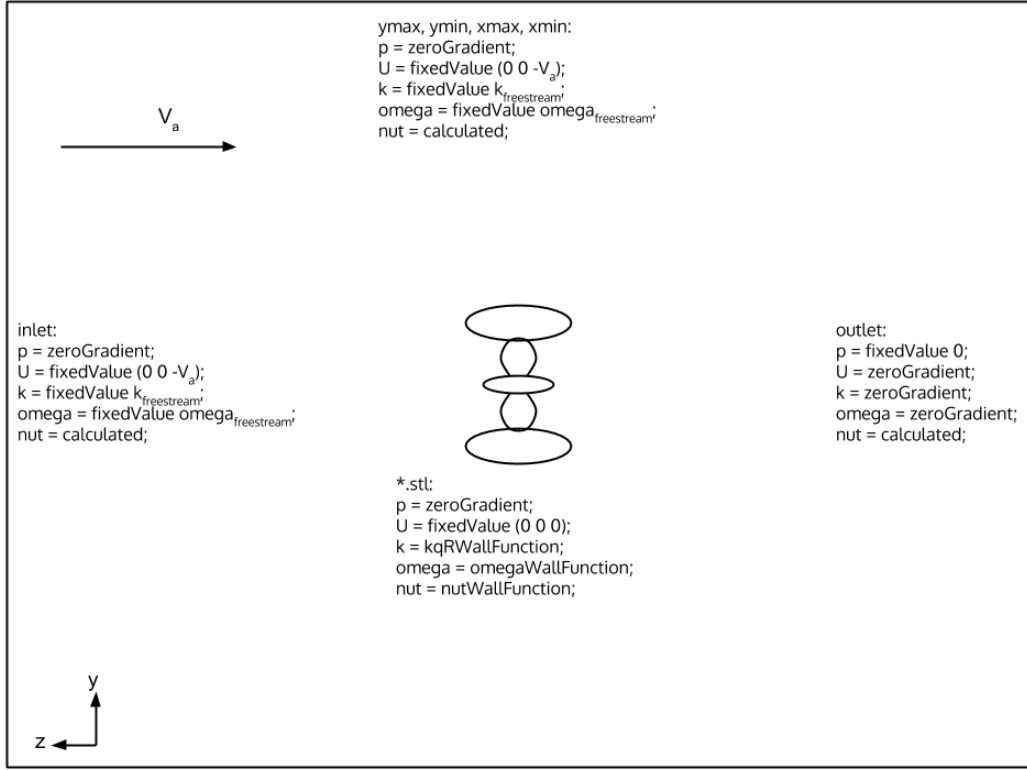 ymax, ymin, xmax, xmin:
p = zeroGradient;
U = fixedValue (0 0 -Va);
k = fixedValue kfreestream;
omega = fixedValue omegafreestream;
nut = calculated;
Va
inlet:
p = zeroGradient;
U = fixedValue (0 0 -Va);
k = fixedValue kfreestream;
omega = fixedValue omegafreestream;
nut = calculated;
outlet:
p = fixedValue 0;
U = zeroGradient;
k = zeroGradient;
omega = zeroGradient;
nut = calculated;
*.stl:
p = zeroGradient;
U = fixedValue (0 0 0);
k = kqRWallFunction;
omega = omegaWallFunction;
nut = nutWallFunction;
y
z